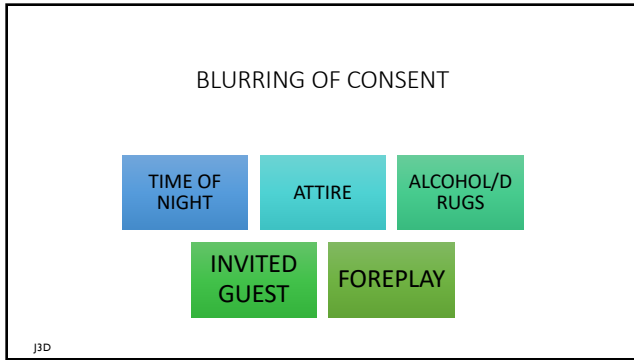 BLURRING OF CONSENT
TIME OF
NIGHT
ATTIRE
ALCOHOL/D
RUGS
INVITED
GUEST
FOREPLAY
J3D